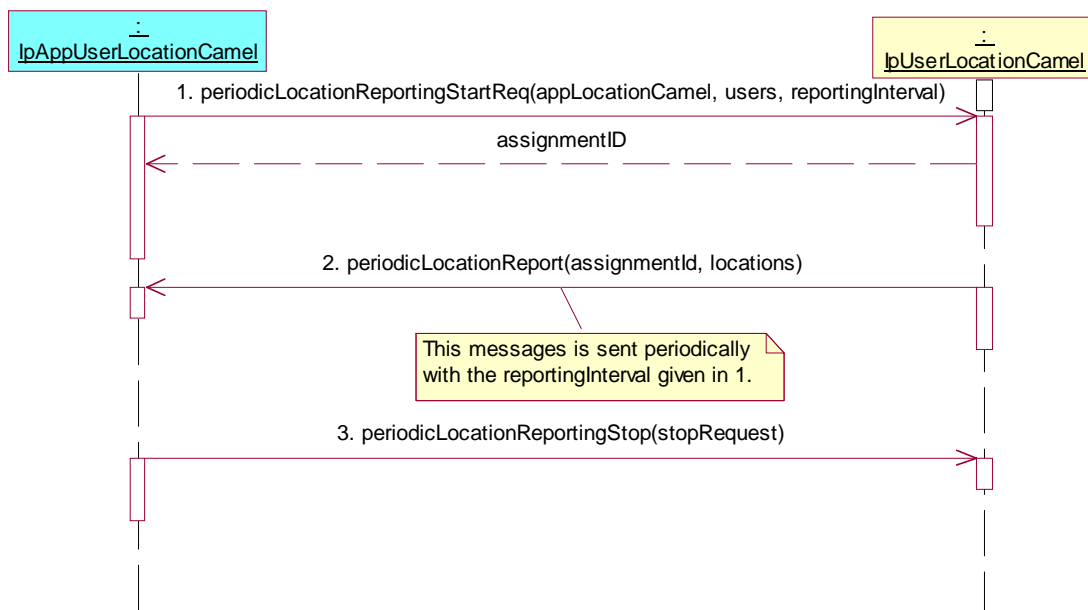 :
IpAppUserLocationCamel
:
IpUserLocationCamel
1. periodicLocationReportingStartReq(appLocationCamel, users, reportingInterval)
assignmentID
2. periodicLocationReport(assignmentId, locations)
This messages is sent periodically
with the reportingInterval given in 1.
3. periodicLocationReportingStop(stopRequest)